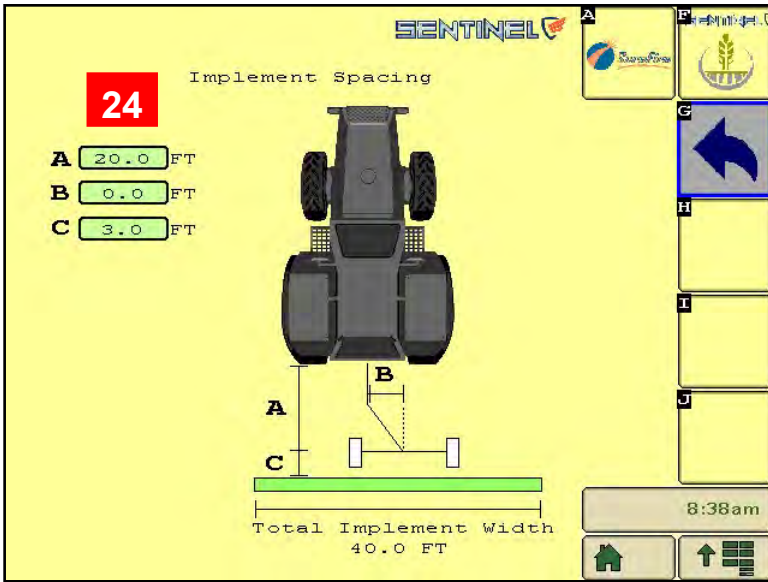 SENTINEL
A
F
SureFire
Implement Spacing
24
G
A 20.0 FT
B 0.0 FT
C 3.0 FT
H
I
B
A
J
C
8:38am
Total Implement Width
40.0 FT